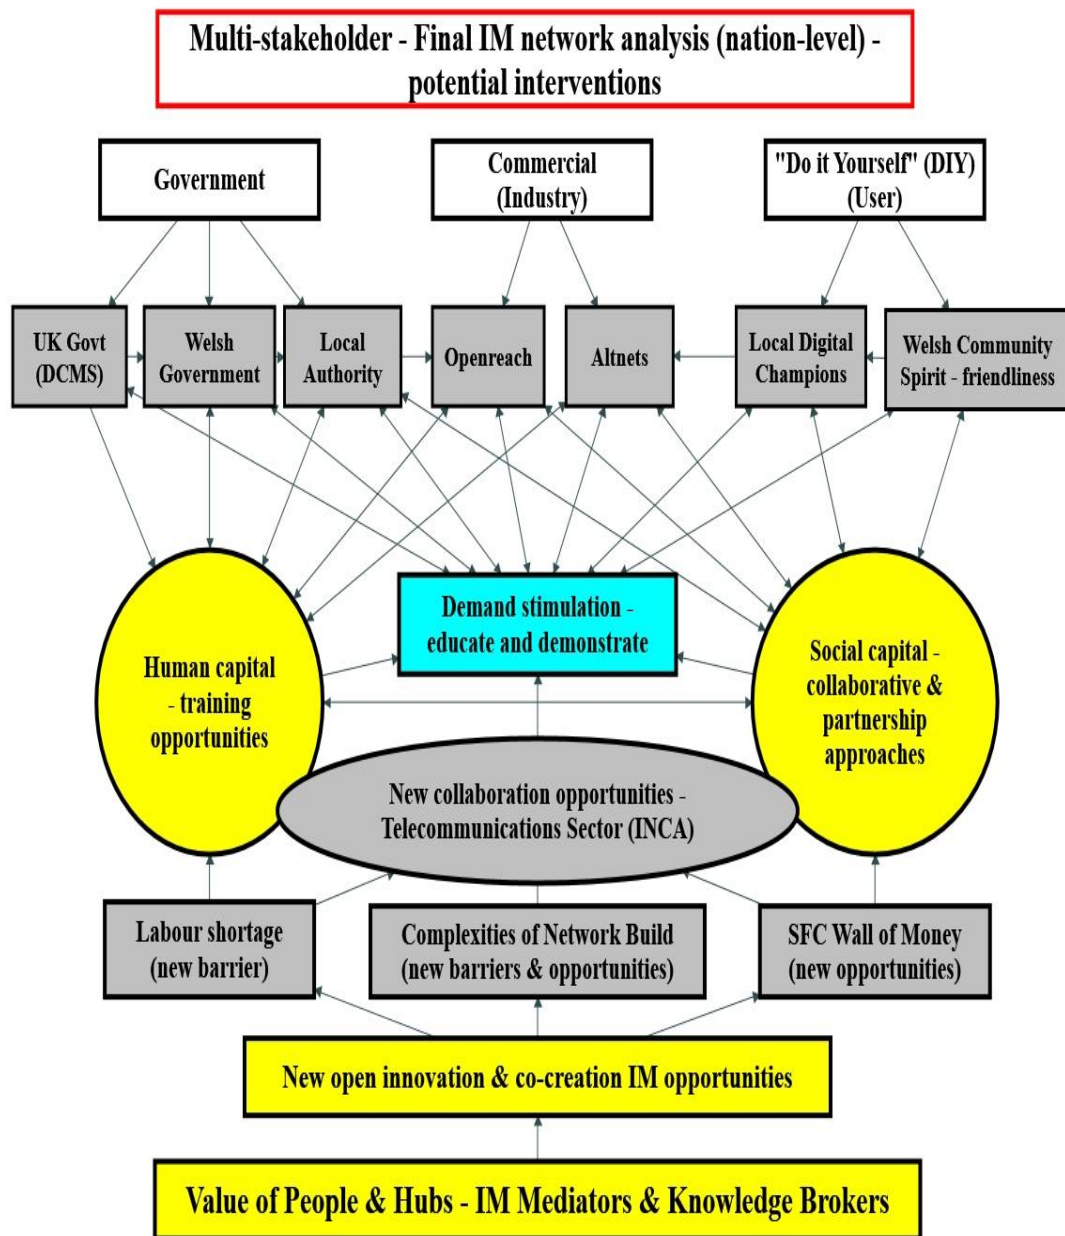 Multi-stakeholder - Final IM network analysis (nation-level) -
potential interventions
Government
Commercial
(Industry)
"Do it Yourself" (DIY)
(User)
UK Govt
(DCMS)
Welsh
Government
Local
Authority
Openreach
Altnets
Local Digital
Champions
Welsh Community
Spirit - friendliness
Demand stimulation -
educate and demonstrate
Human capital
- training
opportunities
Social capital -
collaborative &
partnership
approaches
New collaboration opportunities -
Telecommunications Sector (INCA)
Labour shortage
(new barrier)
Complexities of Network Build
(new barriers & opportunities)
SFC Wall of Money
(new opportunities)
New open innovation & co-creation IM opportunities
Value of People & Hubs - IM Mediators & Knowledge Brokers